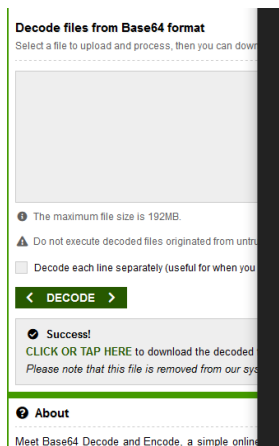 Decode files from Base64 format
Select a file to upload and process, then you can down
The maximum file size is 192MB.
Do not execute decoded files originated from untru
Decode each line separately (useful for when you
< DECODE >
Success!
CLICK OR TAP HERE to download the decoded
Please note that this file is removed from our sys
About
Meet Base64 Decode and Encode, a simple online